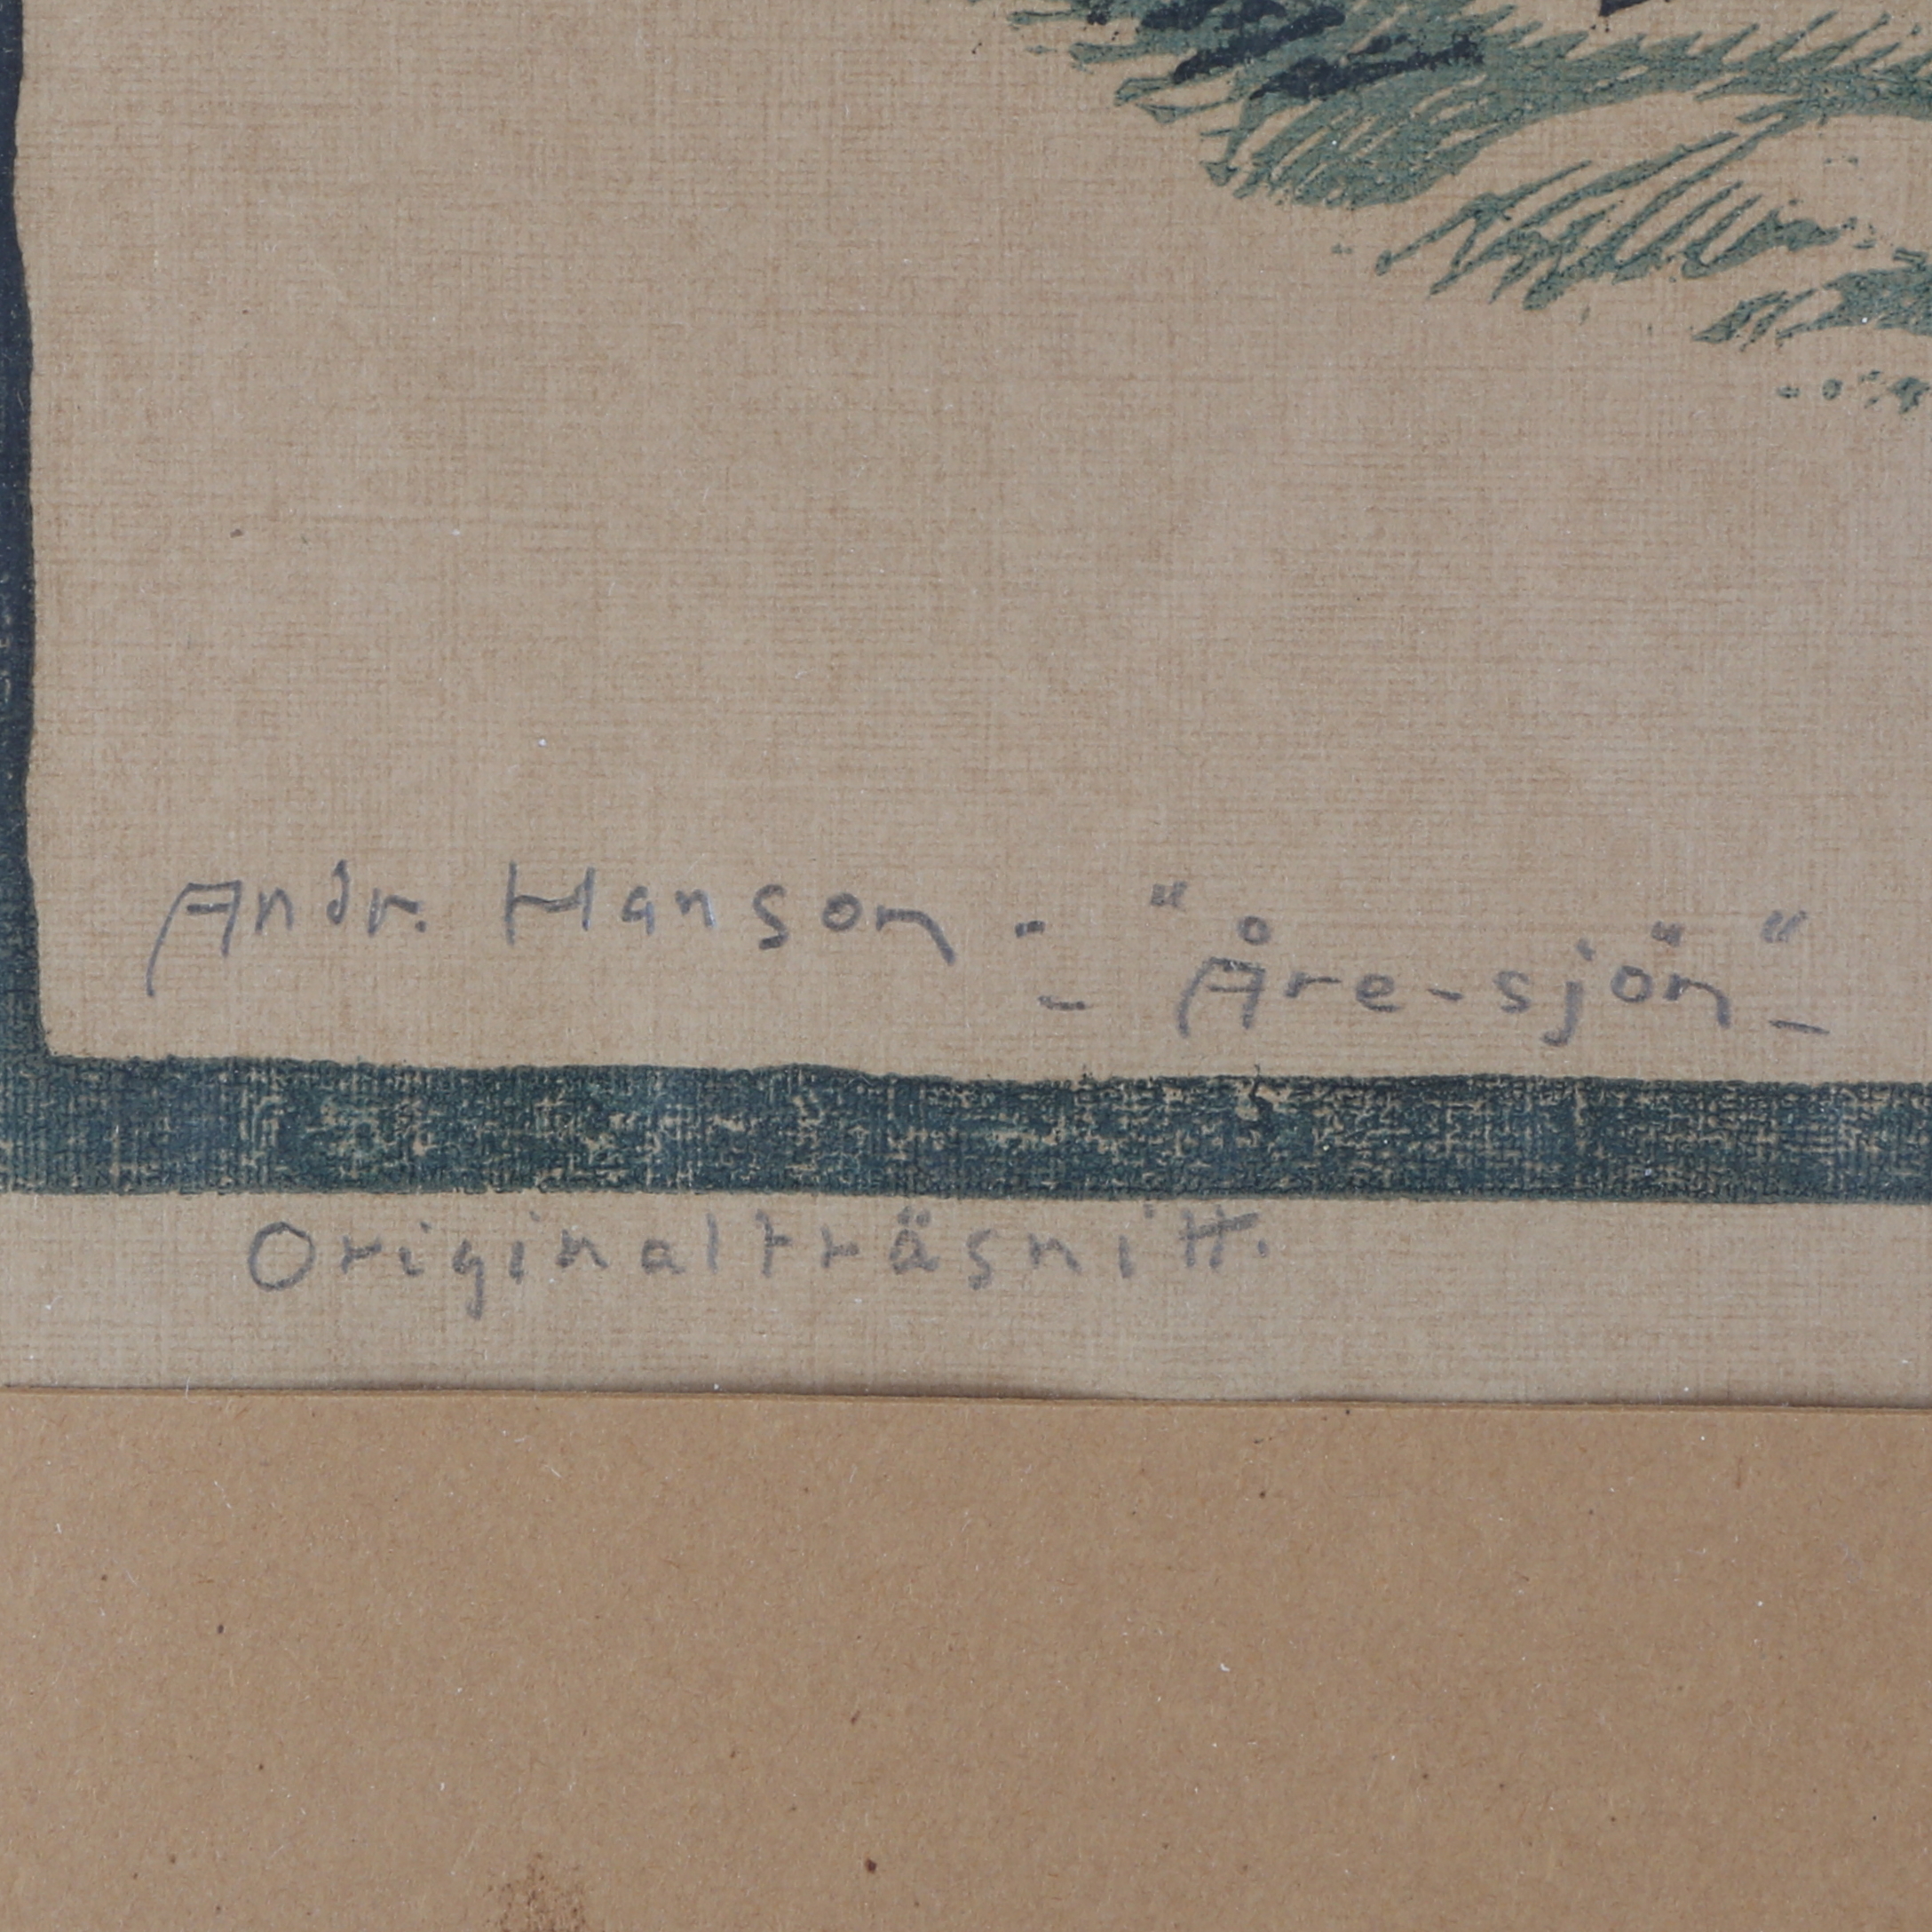 Andr. Hanson - "Åre-sjön"
Originalträsnitt.